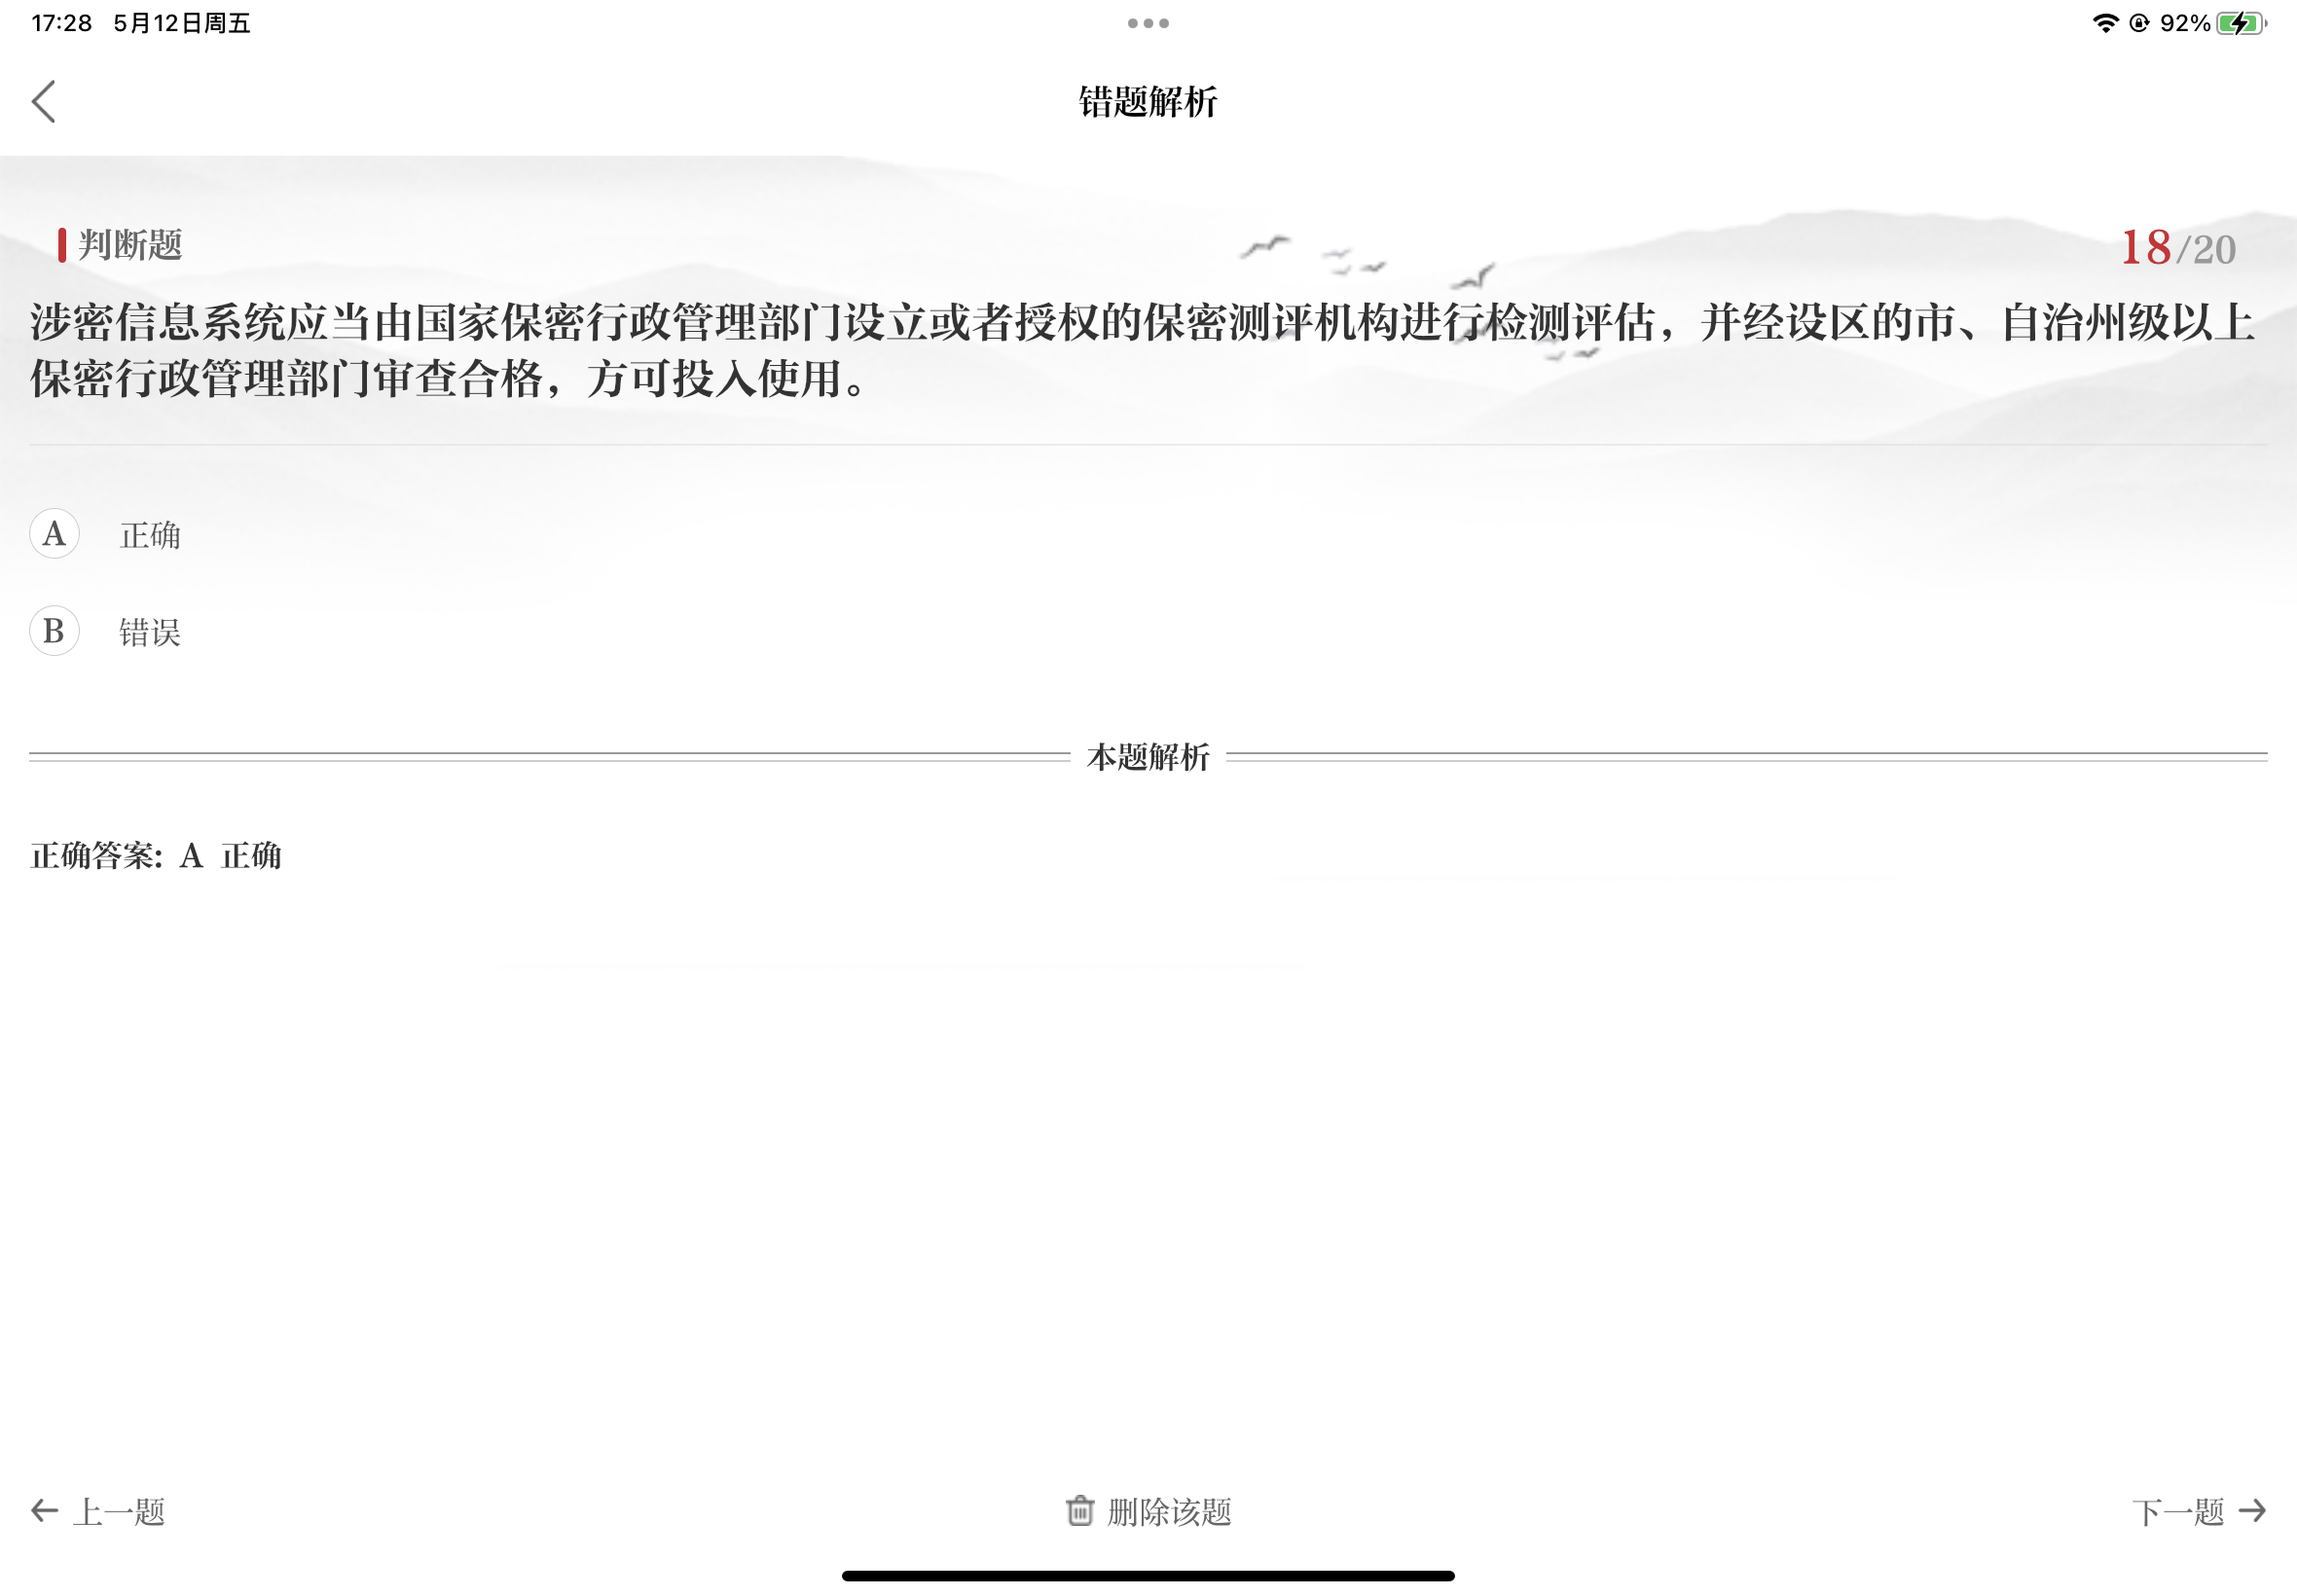 17:28 5月12日周五
92%
错题解析
判断题
18/20
涉密信息系统应当由国家保密行政管理部门设立或者授权的保密测评机构进行检测评估，并经设区的市、自治州级以上
保密行政管理部门审查合格，方可投入使用。
A 正确
B 错误
本题解析
正确答案: A 正确
上一题
删除该题
下一题